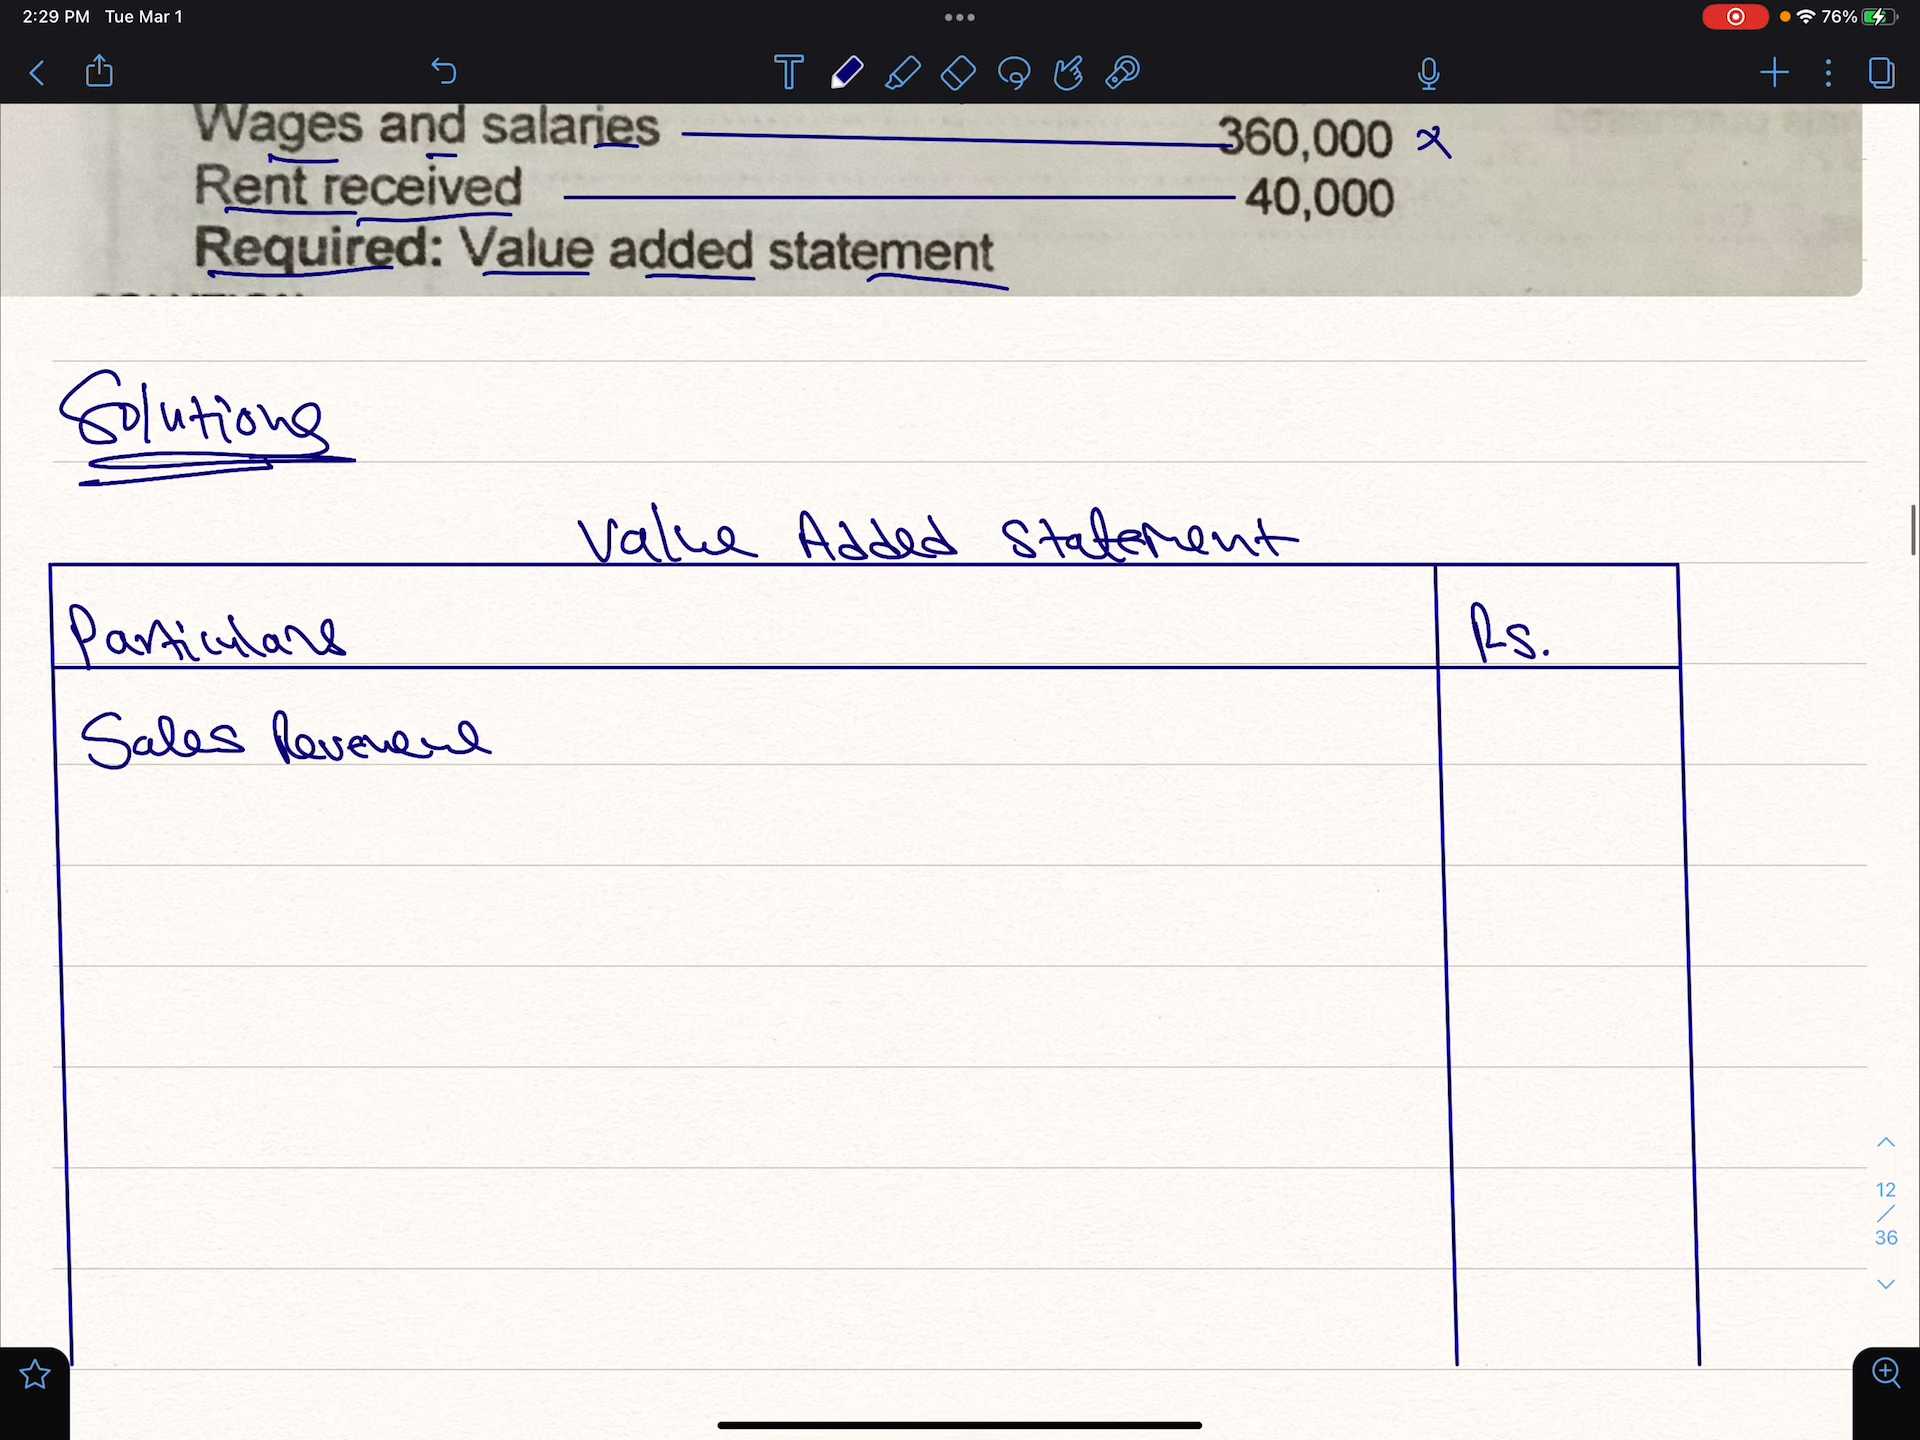 2:29 PM Tue Mar 1
76%
Wages and salaries 360,000 x
Rent received 40,000
Required: Value added statement
Solutions
Value Added Statement
Particulars Rs.
Sales Revenue
12
/
36